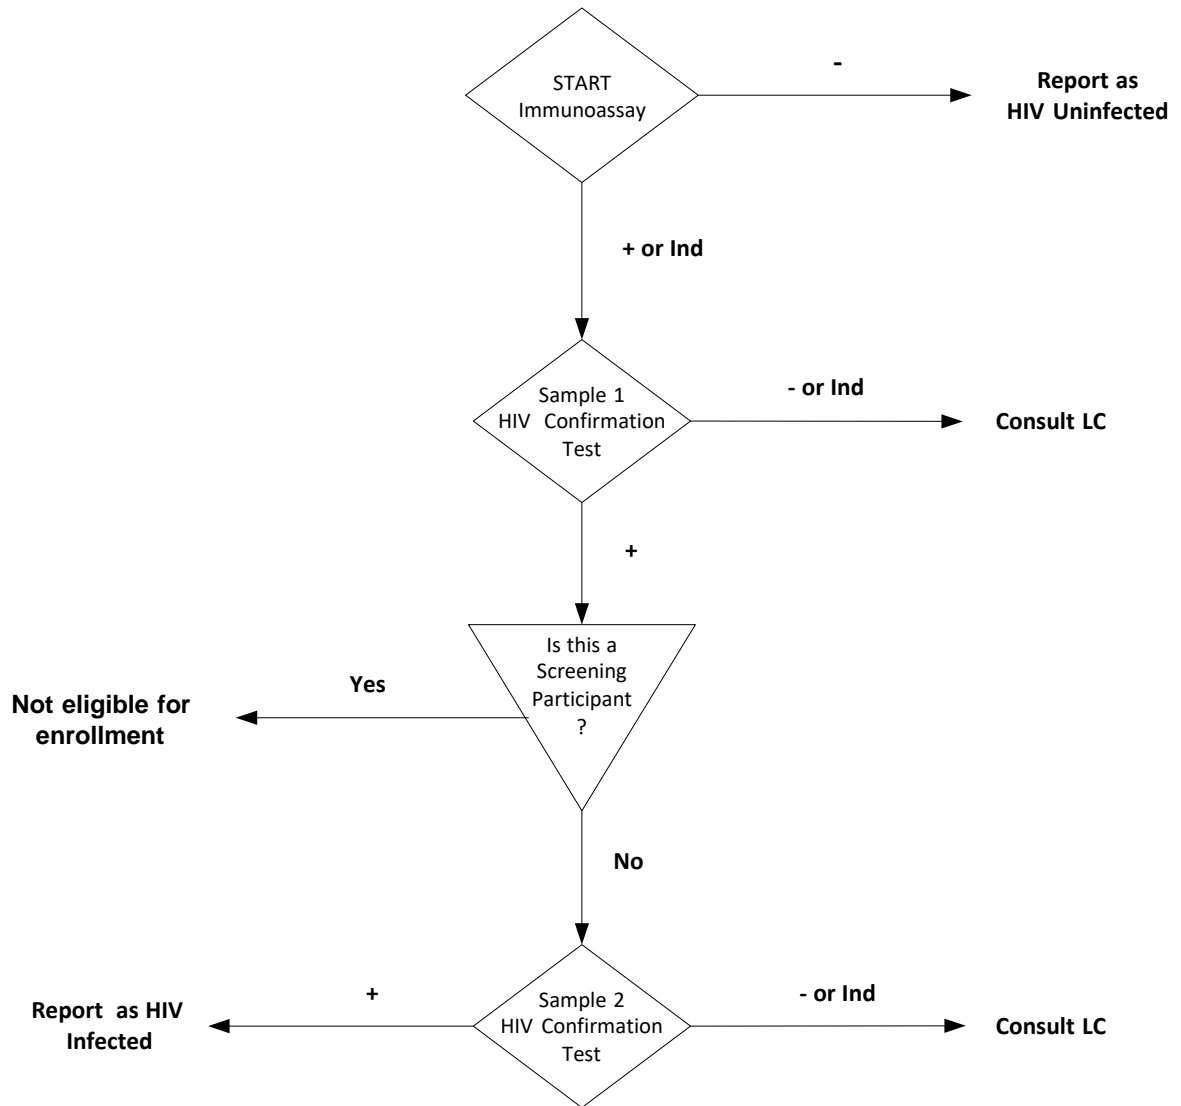 START
Immunoassay
-
Report as
HIV Uninfected
+ or Ind
Sample 1
HIV Confirmation
Test
- or Ind
Consult LC
+
Is this a
Screening
Participant
?
Yes
Not eligible for
enrollment
No
Sample 2
HIV Confirmation
Test
+
Report as HIV
Infected
- or Ind
Consult LC